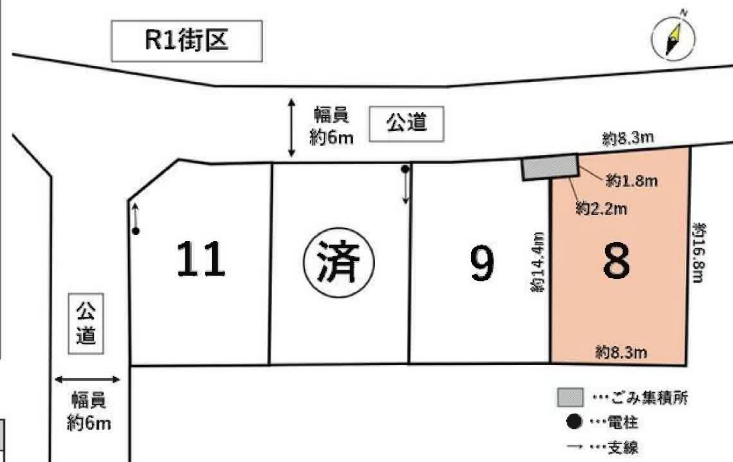 R1街区
N
幅員
約6m
公道
約8.3m
約1.8m
約2.2m
11
済
9
約14.4m
8
約16.8m
公道
約8.3m
幅員
約6m
…ごみ集積所
…電柱
→ …支線